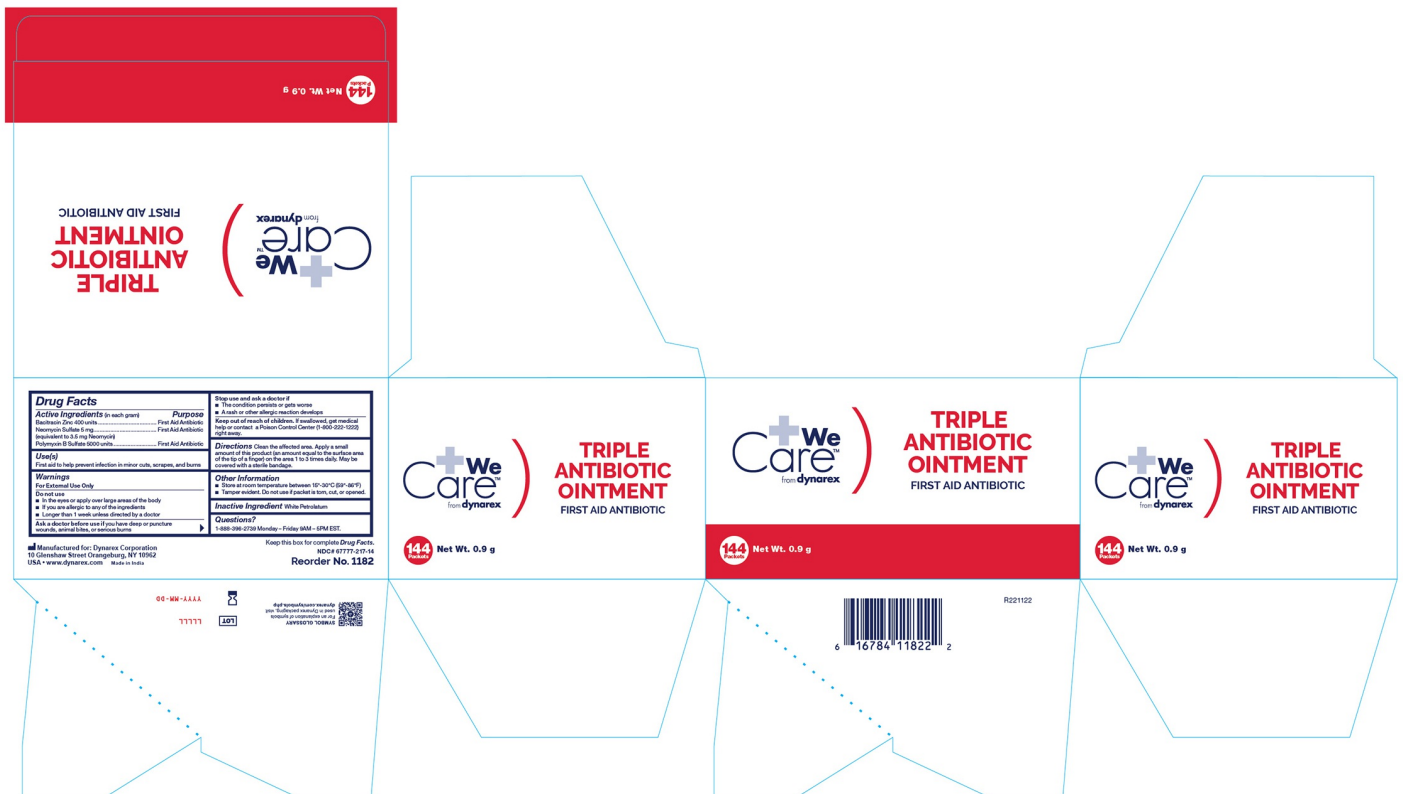 144
Packets
Net Wt. 0.9 g
We
Care™
from dynarex
TRIPLE
ANTIBIOTIC
OINTMENT
FIRST AID ANTIBIOTIC
Drug Facts
Active Ingredients (in each gram) Purpose
Bacitracin Zinc 400 units.......................... First Aid Antibiotic
Neomycin Sulfate 5 mg............................ First Aid Antibiotic
(equivalent to 3.5 mg Neomycin)
Polymyxin B Sulfate 5000 units.................. First Aid Antibiotic
Use(s)
First aid to help prevent infection in minor cuts, scrapes, and burns
Warnings
For External Use Only
Do not use
■ In the eyes or apply over large areas of the body
■ If you are allergic to any of the ingredients
■ Longer than 1 week unless directed by a doctor
Ask a doctor before use if you have deep or puncture
wounds, animal bites, or serious burns
Stop use and ask a doctor if
■ The condition persists or gets worse
■ A rash or other allergic reaction develops
Keep out of reach of children. If swallowed, get medical
help or contact a Poison Control Center (1-800-222-1222)
right away.
Directions Clean the affected area. Apply a small
amount of this product (an amount equal to the surface area
of the tip of a finger) on the area 1 to 3 times daily. May be
covered with a sterile bandage.
Other Information
■ Store at room temperature between 15°-30°C (59°-86°F)
■ Tamper evident. Do not use if packet is torn, cut, or opened.
Inactive Ingredient White Petrolatum
Questions?
1-888-396-2739 Monday – Friday 9AM – 5PM EST.
Keep this box for complete Drug Facts.
NDC# 67777-217-14
Reorder No. 1182
Manufactured for: Dynarex Corporation
10 Glenshaw Street Orangeburg, NY 10962
USA • www.dynarex.com Made in India
We
Care™
from dynarex
TRIPLE
ANTIBIOTIC
OINTMENT
FIRST AID ANTIBIOTIC
144
Packets
Net Wt. 0.9 g
We
Care™
from dynarex
TRIPLE
ANTIBIOTIC
OINTMENT
FIRST AID ANTIBIOTIC
144
Packets
Net Wt. 0.9 g
We
Care™
from dynarex
TRIPLE
ANTIBIOTIC
OINTMENT
FIRST AID ANTIBIOTIC
144
Packets
Net Wt. 0.9 g
SYMBOL GLOSSARY
For an explanation of symbols
used in Dynarex packaging, visit
dynarex.com/symbols.php
LOT LLLLL
YYYY-MM-DD
6 16784 11822 2
R221122